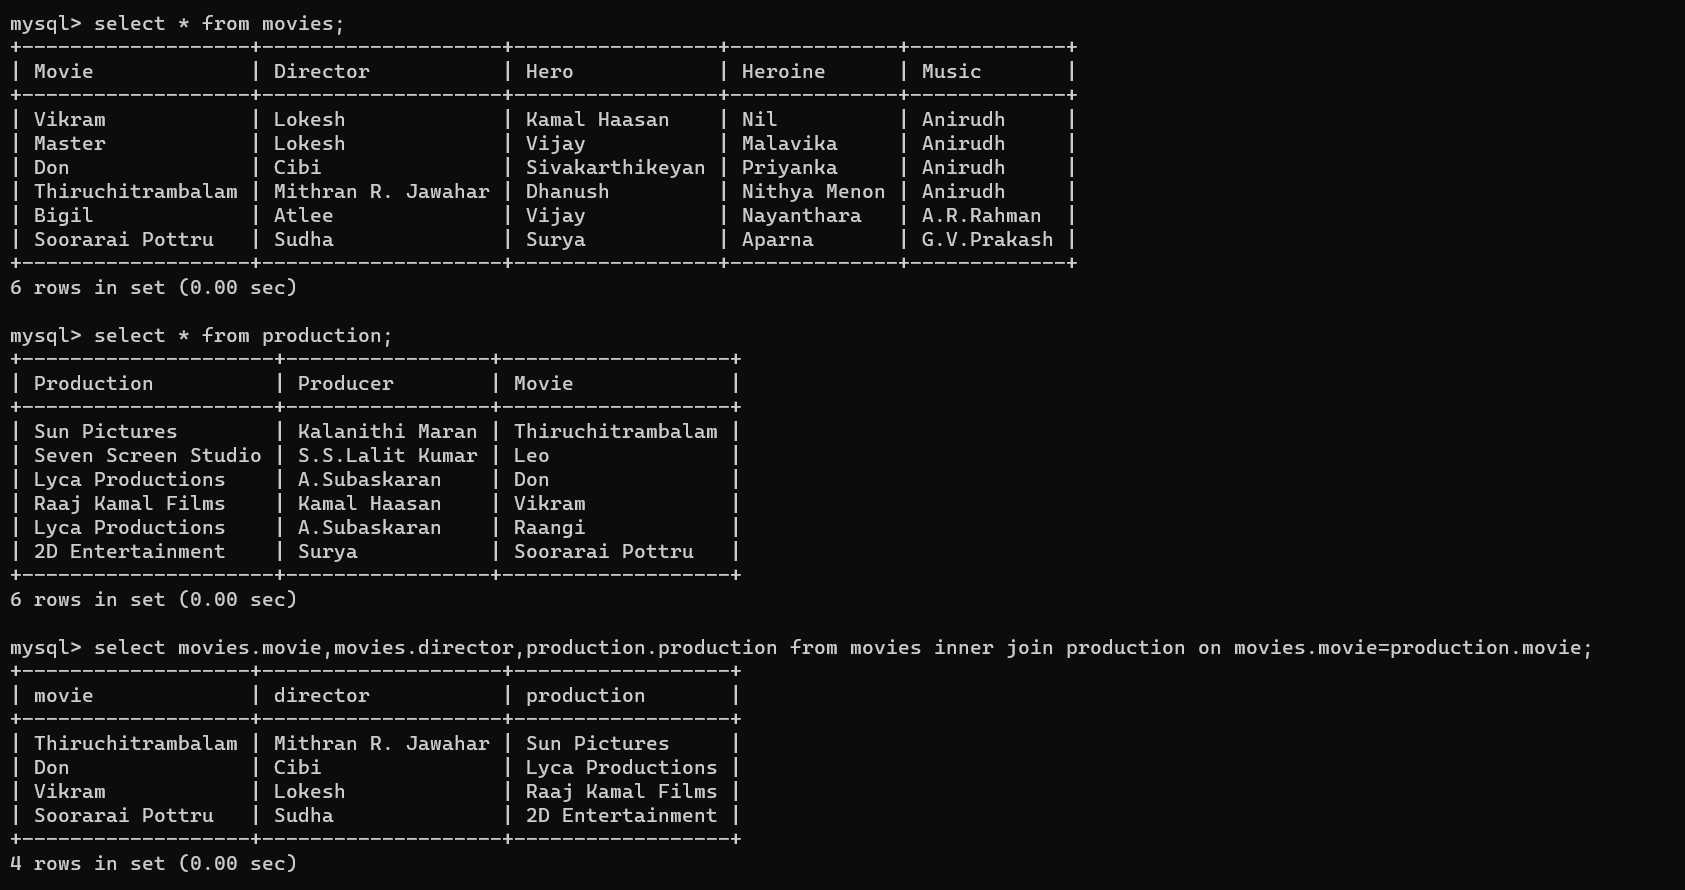 mysql> select * from movies;
+-------------------+--------------------+-----------------+--------------+-------------+
| Movie             | Director           | Hero            | Heroine      | Music       |
+-------------------+--------------------+-----------------+--------------+-------------+
| Vikram            | Lokesh             | Kamal Haasan    | Nil          | Anirudh     |
| Master            | Lokesh             | Vijay           | Malavika     | Anirudh     |
| Don               | Cibi               | Sivakarthikeyan | Priyanka     | Anirudh     |
| Thiruchitrambalam | Mithran R. Jawahar | Dhanush         | Nithya Menon | Anirudh     |
| Bigil             | Atlee              | Vijay           | Nayanthara   | A.R.Rahman  |
| Soorarai Pottru   | Sudha              | Surya           | Aparna       | G.V.Prakash |
+-------------------+--------------------+-----------------+--------------+-------------+
6 rows in set (0.00 sec)

mysql> select * from production;
+---------------------+-----------------+-------------------+
| Production          | Producer        | Movie             |
+---------------------+-----------------+-------------------+
| Sun Pictures        | Kalanithi Maran | Thiruchitrambalam |
| Seven Screen Studio | S.S.Lalit Kumar | Leo               |
| Lyca Productions    | A.Subaskaran    | Don               |
| Raaj Kamal Films    | Kamal Haasan    | Vikram            |
| Lyca Productions    | A.Subaskaran    | Raangi            |
| 2D Entertainment    | Surya           | Soorarai Pottru   |
+---------------------+-----------------+-------------------+
6 rows in set (0.00 sec)

mysql> select movies.movie,movies.director,production.production from movies inner join production on movies.movie=production.movie;
+-------------------+--------------------+------------------+
| movie             | director           | production       |
+-------------------+--------------------+------------------+
| Thiruchitrambalam | Mithran R. Jawahar | Sun Pictures     |
| Don               | Cibi               | Lyca Productions |
| Vikram            | Lokesh             | Raaj Kamal Films |
| Soorarai Pottru   | Sudha              | 2D Entertainment |
+-------------------+--------------------+------------------+
4 rows in set (0.00 sec)